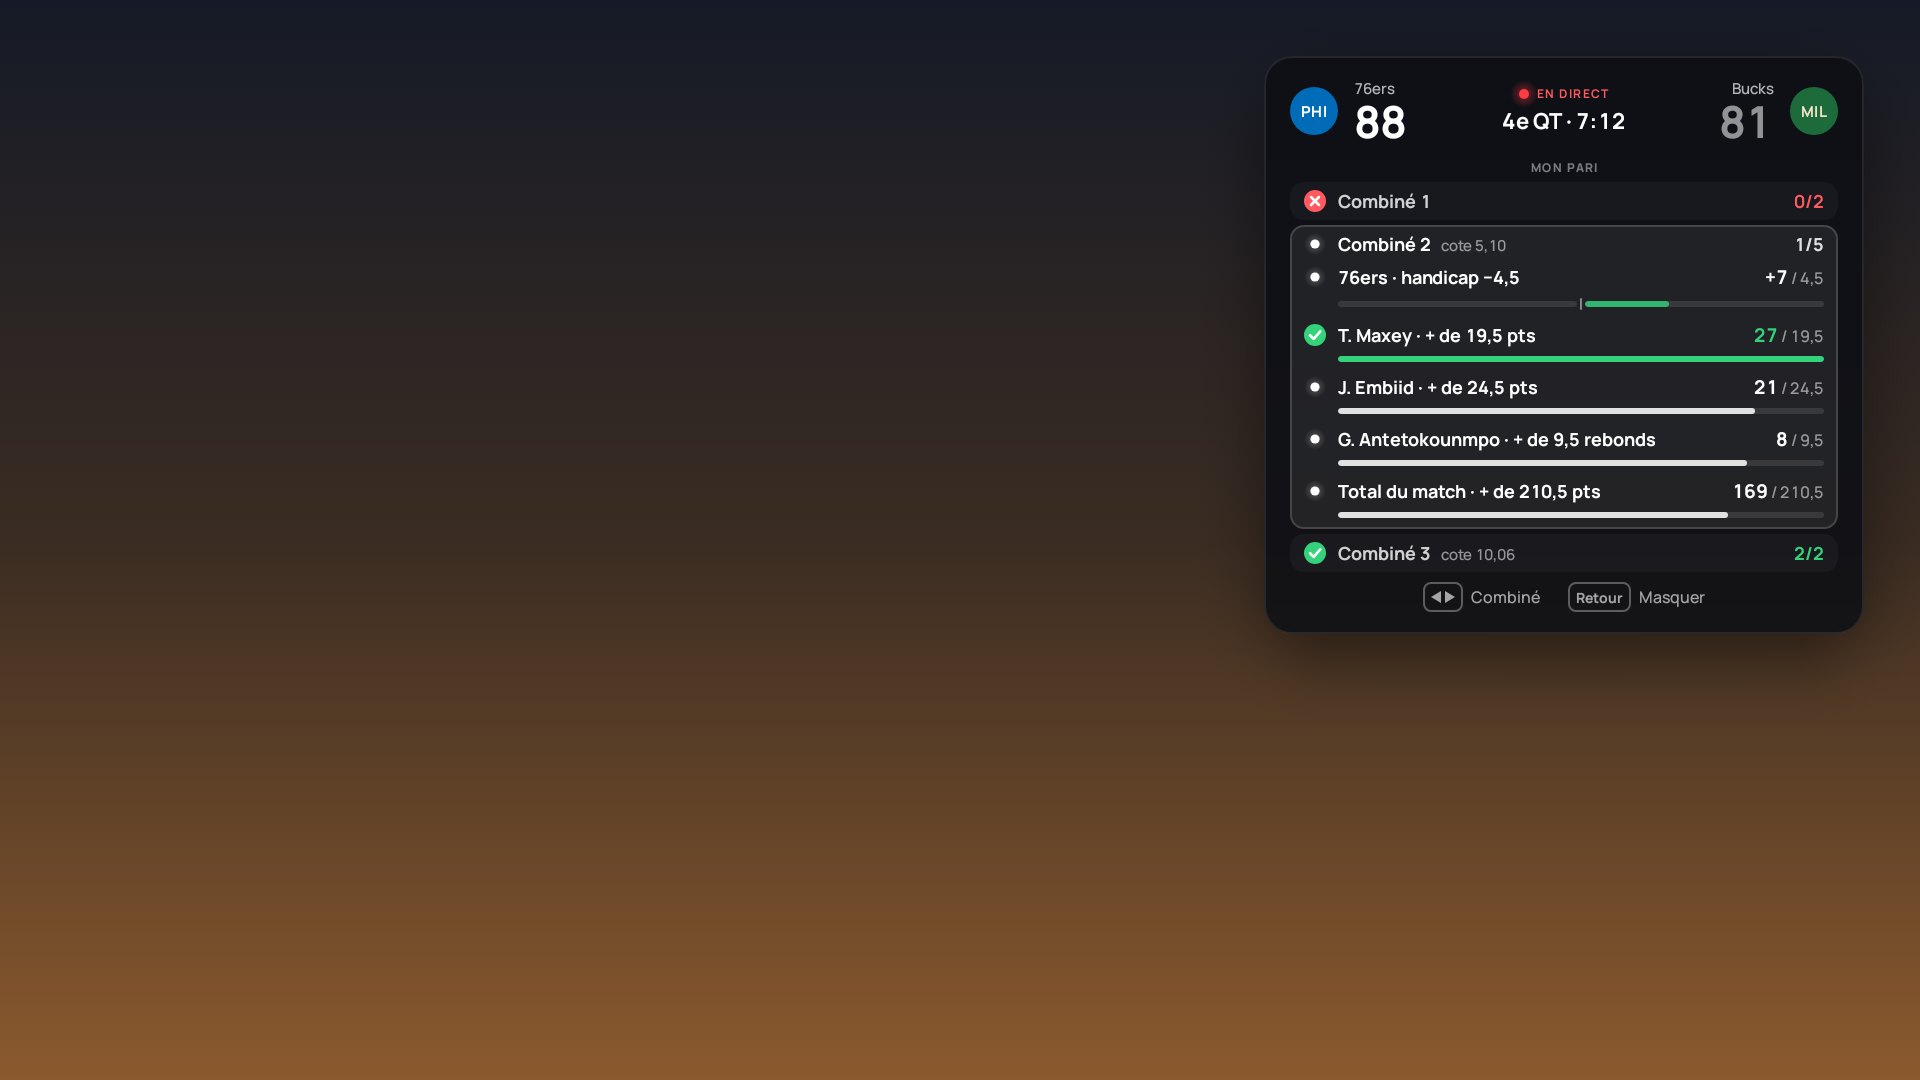 PHI 76ers 88
EN DIRECT
4e QT · 7:12
Bucks 81 MIL
MON PARI
Combiné 1 0/2
Combiné 2 cote 5,10 1/5
76ers · handicap −4,5 +7 / 4,5
T. Maxey · + de 19,5 pts 27 / 19,5
J. Embiid · + de 24,5 pts 21 / 24,5
G. Antetokounmpo · + de 9,5 rebonds 8 / 9,5
Total du match · + de 210,5 pts 169 / 210,5
Combiné 3 cote 10,06 2/2
Combiné Retour Masquer